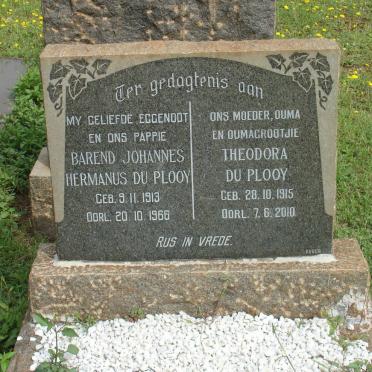 Ter gedagtenis aan
MY GELIEFDE EGGENOOT
EN ONS PAPPIE
BAREND JOHANNES
HERMANUS DU PLOOY
GEB. 9. 11. 1913
OORL. 20. 10. 1966
ONS MOEDER, OUMA
EN OUMAGROOTJIE
THEODORA
DU PLOOY
GEB. 28. 10. 1915
OORL. 7. 6. 2010
RUS IN VREDE.